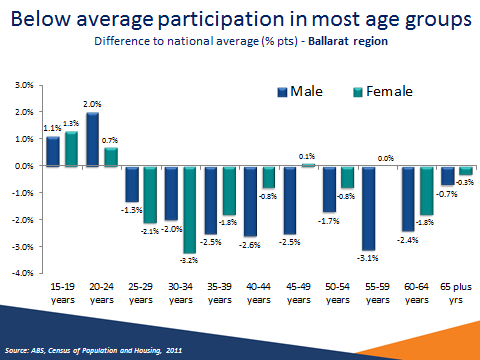 Below average participation in most age groups
Difference to national average (% pts) - Ballarat region
Male
Female
3.0%
2.0%
1.0%
0.0%
-1.0%
-2.0%
-3.0%
-4.0%
1.1%
1.3%
2.0%
0.7%
-1.3%
-2.1%
-2.0%
-3.2%
-2.5%
-1.8%
-2.6%
-0.8%
-2.5%
0.1%
-1.7%
-0.8%
-3.1%
0.0%
-2.4%
-1.8%
-0.7%
-0.3%
15-19 years
20-24 years
25-29 years
30-34 years
35-39 years
40-44 years
45-49 years
50-54 years
55-59 years
60-64 years
65 plus yrs
Source: ABS, Census of Population and Housing, 2011